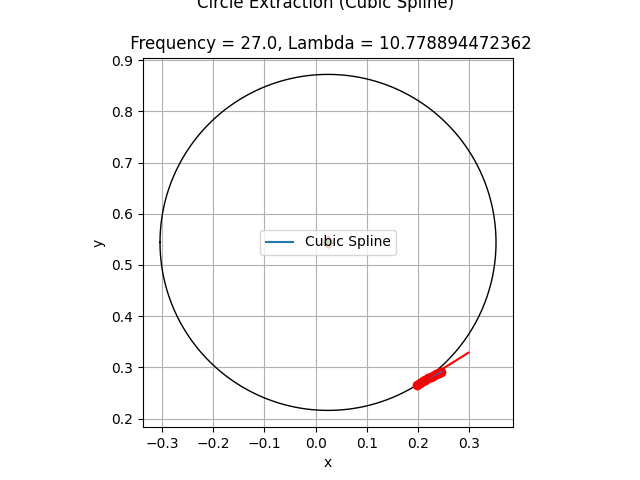 Circle Extraction (Cubic Spline)
Frequency = 27.0, Lambda = 10.778894472362
0.9
0.8
0.7
0.6
0.5
0.4
0.3
0.2
y
Cubic Spline
−0.3 −0.2 −0.1 0.0 0.1 0.2 0.3
x